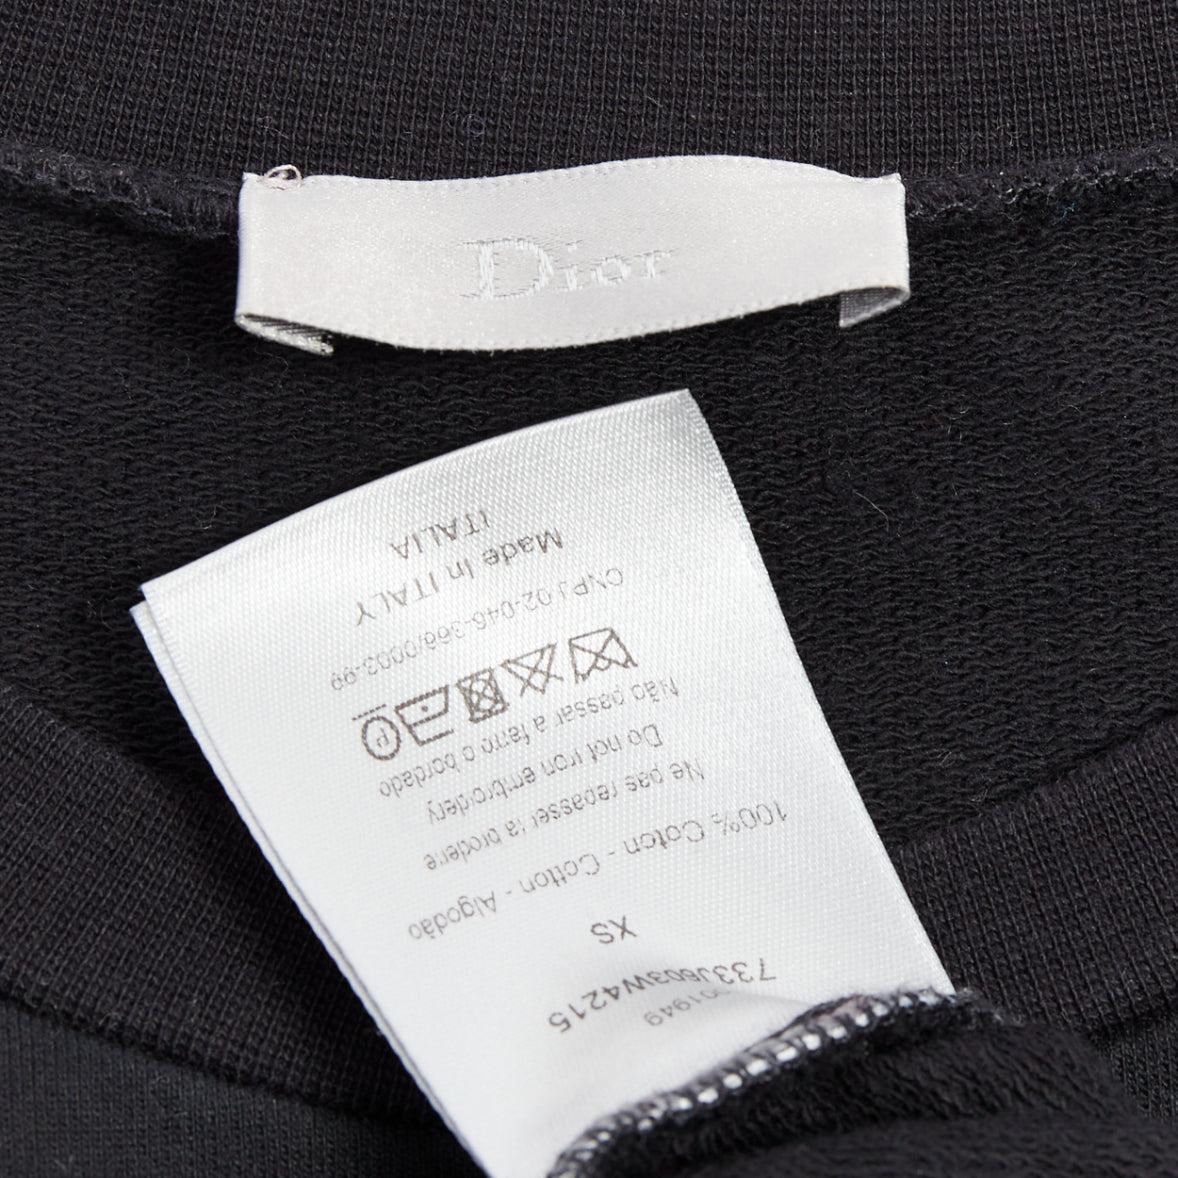 Dior
001949
733J603W4215
XS
100% Coton - Cotton - Algodão
Ne pas repasser la broderie
Do not iron embroidery
Não passar a ferro o bordado
P
CNPJ 02-046-366/0003-99
Made in ITALY
ITALIA